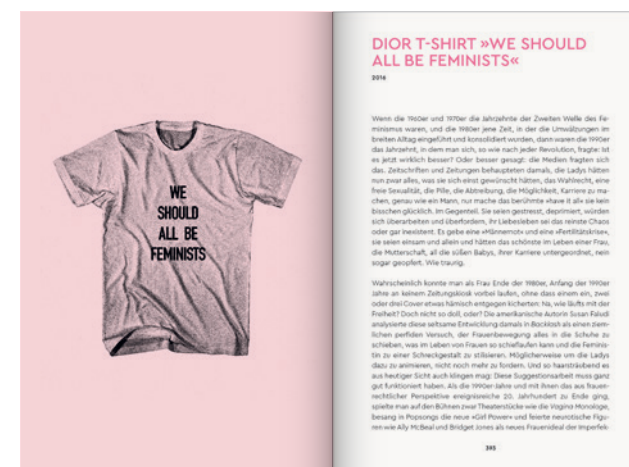 WE
SHOULD
ALL BE
FEMINISTS
DIOR T-SHIRT »WE SHOULD
ALL BE FEMINISTS«
2016
Wenn die 1960er und 1970er die Jahrzehnte der Zweiten Welle des Fe-
minismus waren, und die 1980er jene Zeit, in der die Umwälzungen im
breiten Alltag eingeführt und konsolidiert wurden, dann waren die 1990er
das Jahrzehnt, in dem man sich, so wie nach jeder Revolution, fragte: Ist
es jetzt wirklich besser? Oder besser gesagt: die Medien fragten sich
das. Zeitschriften und Zeitungen behaupteten damals, die Ladys hätten
nun zwar alles, was sie sich einst gewünscht hätten, das Wahlrecht, eine
freie Sexualität, die Pille, die Abtreibung, die Möglichkeit, Karriere zu ma-
chen, genau wie ein Mann, nur mache das berühmte »have it all« sie kein
bisschen glücklich. Im Gegenteil. Sie seien gestresst, deprimiert, würden
sich überarbeiten und überfordern, ihr Liebesleben sei das reinste Chaos
oder gar inexistent. Es gebe eine »Männernot« und eine »Fertilitätskrise«,
sie seien einsam und allein und hätten das schönste im Leben einer Frau,
die Mutterschaft, all die süßen Babys, ihrer Karriere untergeordnet, nein
sogar geopfert. Wie traurig.
Wahrscheinlich konnte man als Frau Ende der 1980er, Anfang der 1990er
Jahre an keinem Zeitungskiosk vorbei laufen, ohne dass einem ein, zwei
oder drei Cover etwas hämisch entgegen kicherten: Na, wie läufts mit der
Freiheit? Doch nicht so doll, oder? Die amerikanische Autorin Susan Faludi
analysierte diese seltsame Entwicklung damals in Backlash als einen ziem-
lichen perfiden Versuch, der Frauenbewegung alles in die Schuhe zu
schieben, was im Leben von Frauen so schieflaufen kann und die Feminis-
tin zu einer Schreckgestalt zu stilisieren. Möglicherweise um die Ladys
dazu zu animieren, nicht noch mehr zu fordern. Und so haarsträubend es
aus heutiger Sicht auch klingen mag: Diese Suggestionsarbeit muss ganz
gut funktioniert haben. Als die 1990er-Jahre und mit ihnen das aus frauen-
rechtlicher Perspektive ereignisreiche 20. Jahrhundert zu Ende ging,
spielte man auf den Bühnen zwar Theaterstücke wie die Vagina Monologe,
besang in Popsongs die neue »Girl Power« und feierte neurotische Figu-
ren wie Ally McBeal und Bridget Jones als neues Frauenideal der Imperfek-